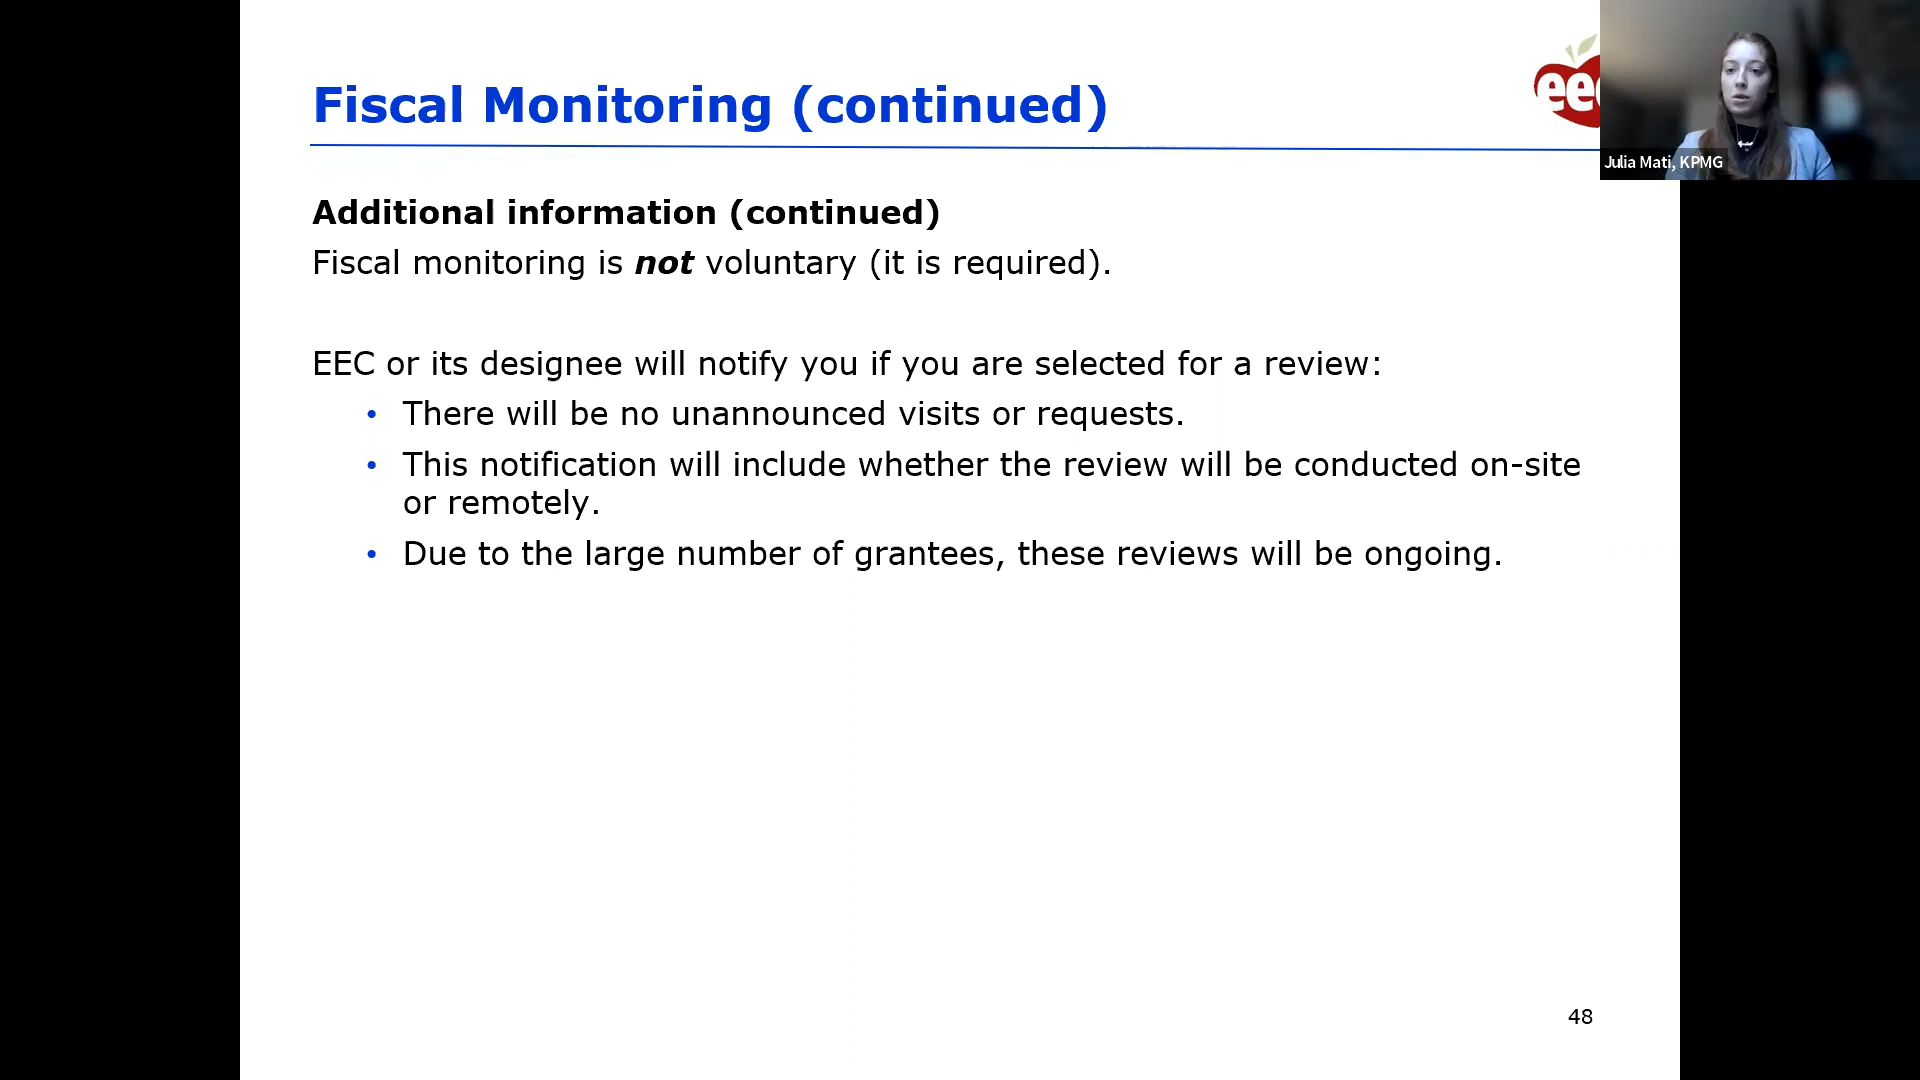 Fiscal Monitoring (continued)
eec
Julia Mati, KPMG
Additional information (continued)
Fiscal monitoring is not voluntary (it is required).
EEC or its designee will notify you if you are selected for a review:
• There will be no unannounced visits or requests.
• This notification will include whether the review will be conducted on-site
or remotely.
• Due to the large number of grantees, these reviews will be ongoing.
48